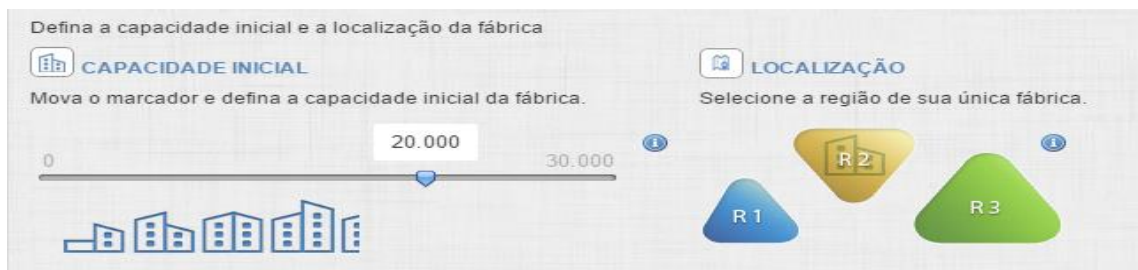 Defina a capacidade inicial e a localização da fábrica
CAPACIDADE INICIAL
Mova o marcador e defina a capacidade inicial da fábrica.
20.000
0
30.000
LOCALIZAÇÃO
Selecione a região de sua única fábrica.
R 1
R 2
R 3